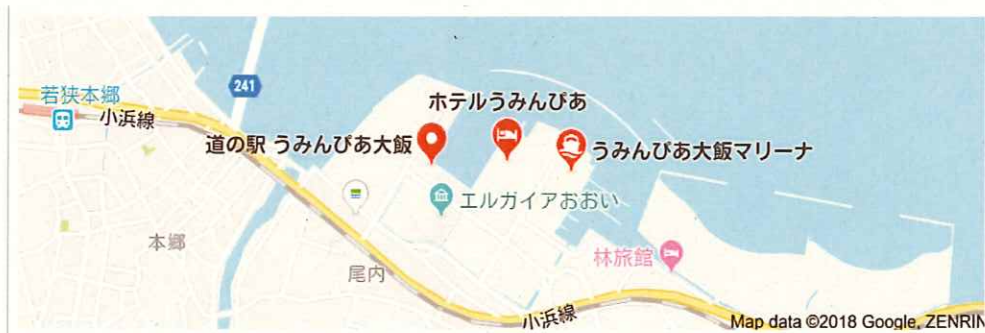 241
若狭本郷
ホテルうみんぴあ
小浜線
道の駅 うみんぴあ大飯
うみんぴあ大飯マリーナ
エルガイアおおい
本郷
林旅館
尾内
小浜線
Map data ©2018 Google, ZENRIN